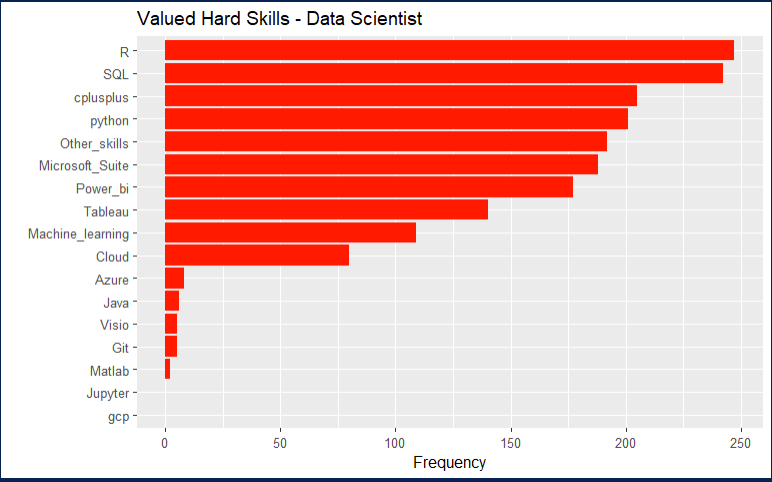 Valued Hard Skills - Data Scientist
R
SQL
cplusplus
python
Other_skills
Microsoft_Suite
Power_bi
Tableau
Machine_learning
Cloud
Azure
Java
Visio
Git
Matlab
Jupyter
gcp
0 50 100 150 200 250
Frequency